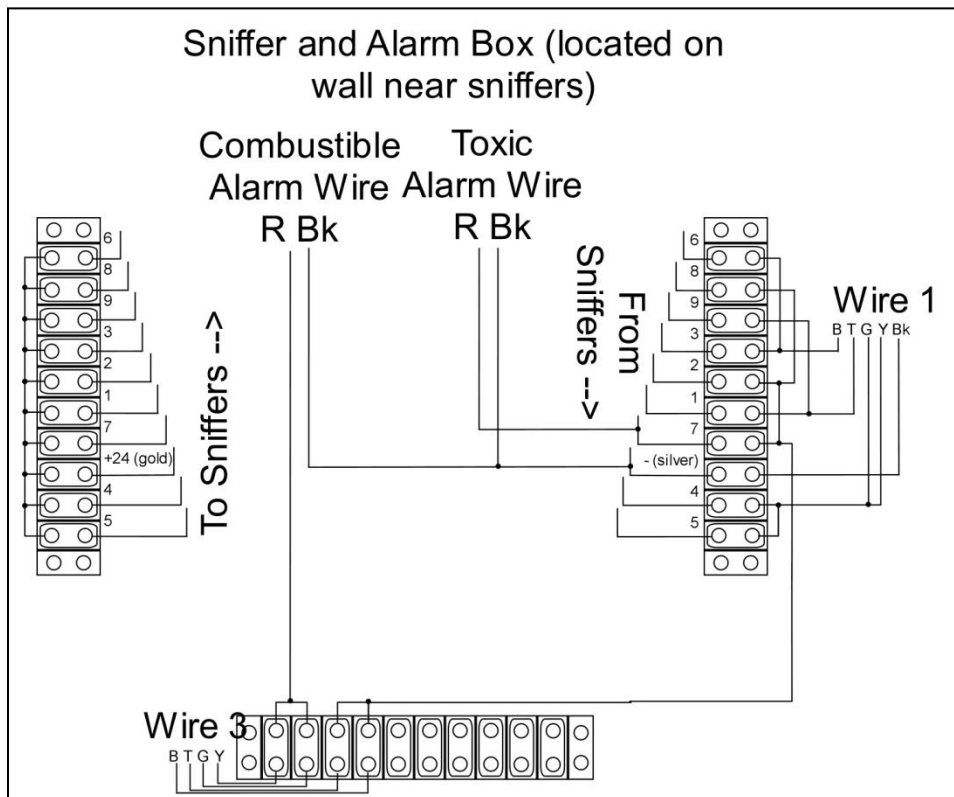 Sniffer and Alarm Box (located on
wall near sniffers)
Combustible
Alarm Wire
R Bk
Toxic
Alarm Wire
R Bk
6
8
9
3
2
1
7
+24 (gold)
4
5
To Sniffers -->
From
Sniffers -->
6
8
9
3
2
1
7
- (silver)
4
5
Wire 1
B T G Y Bk
Wire 3
B T G Y